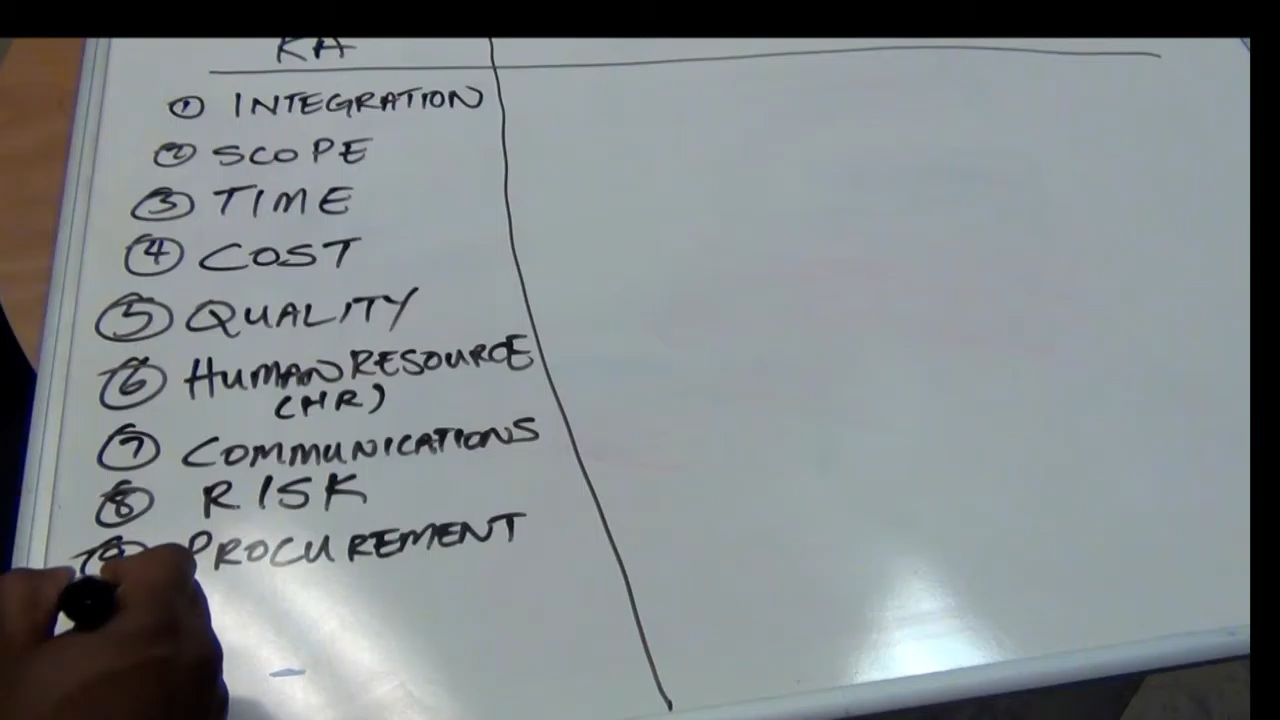 KA
① INTEGRATION
② SCOPE
③ TIME
④ COST
⑤ QUALITY
⑥ HUMAN RESOURCE
(HR)
⑦ COMMUNICATIONS
⑧ RISK
⑨ PROCUREMENT